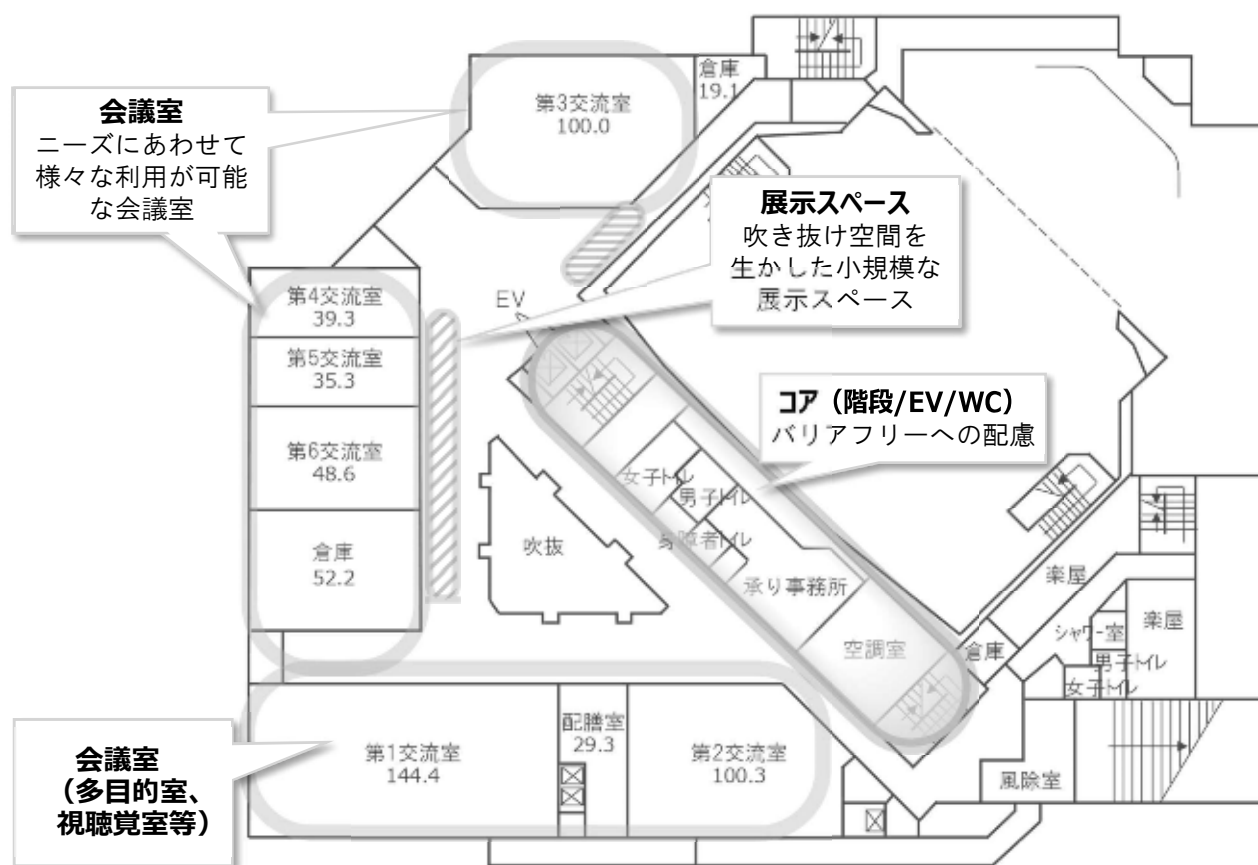 倉庫
19.1
第3交流室
100.0
会議室
ニーズにあわせて
様々な利用が可能
な会議室
展示スペース
吹き抜け空間を
生かした小規模な
展示スペース
第4交流室
39.3
EV
第5交流室
35.3
コア（階段/EV/WC）
バリアフリーへの配慮
第6交流室
48.6
女子トイレ
男子トイレ
身障者トイレ
吹抜
倉庫
52.2
承り事務所
楽屋
空調室
倉庫
シャワー室
楽屋
男子トイレ
女子トイレ
会議室
（多目的室、
視聴覚室等）
第1交流室
144.4
配膳室
29.3
第2交流室
100.3
風除室